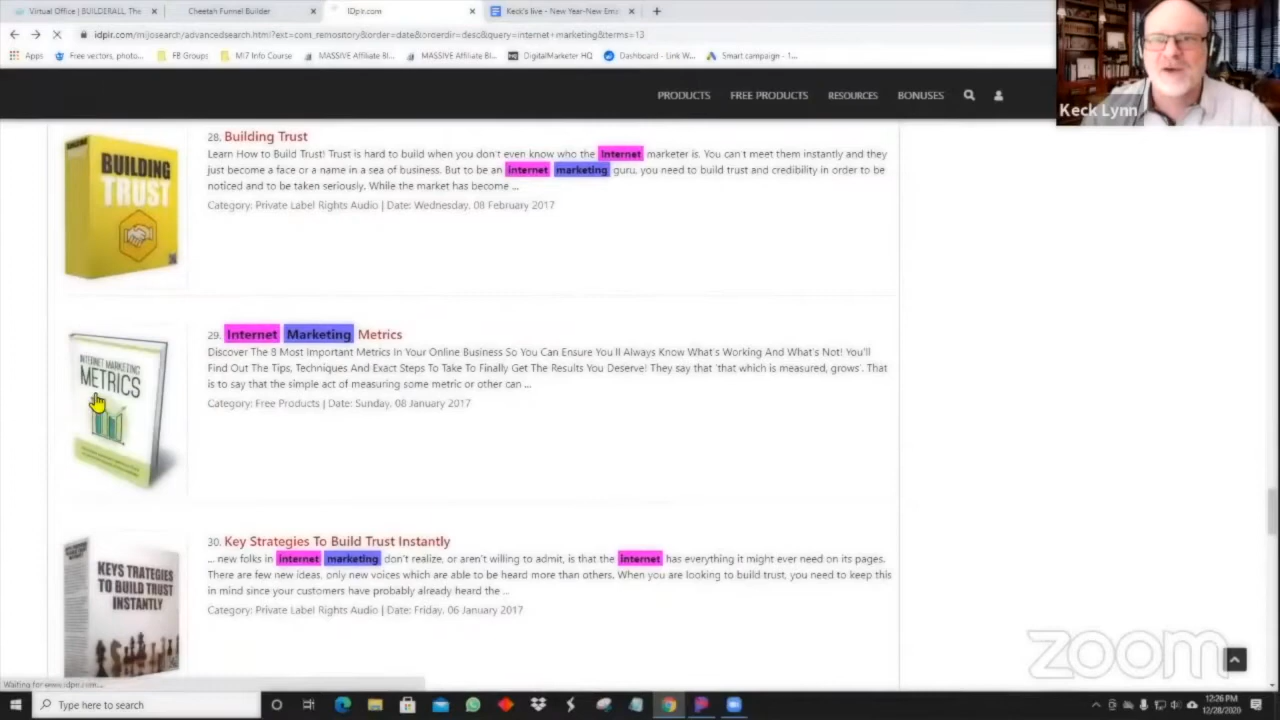 Virtual Office | BUILDERALL, The
Cheetah Funnel Builder
IDplr.com
Keck's live - New Year-New Ema
idplr.com/mijosearch/advancedsearch.html?ext=com_remository&order=date&orderdir=desc&query=internet+marketing&terms=13
Apps
Free vectors, photo...
FB Groups
MI7 Info Course
MASSIVE Affiliate Bl...
MASSIVE Affiliate Bl...
DigitalMarketer HQ
Dashboard - Link W...
Smart campaign - 1...
PRODUCTS
FREE PRODUCTS
RESOURCES
BONUSES
Keck Lynn
BUILDING
TRUST
28. Building Trust
Learn How to Build Trust! Trust is hard to build when you don't even know who the Internet marketer is. You can't meet them instantly and they
just become a face or a name in a sea of business. But to be an internet marketing guru, you need to build trust and credibility in order to be
noticed and to be taken seriously. While the market has become ...
Category: Private Label Rights Audio | Date: Wednesday, 08 February 2017
INTERNET MARKETING
METRICS
29. Internet Marketing Metrics
Discover The 8 Most Important Metrics In Your Online Business So You Can Ensure You'll Always Know What's Working And What's Not! You'll
Find Out The Tips, Techniques And Exact Steps To Take To Finally Get The Results You Deserve! They say that 'that which is measured, grows'. That
is to say that the simple act of measuring some metric or other can ...
Category: Free Products | Date: Sunday, 08 January 2017
KEYS TRATEGIES
TO BUILD TRUST
INSTANTLY
30. Key Strategies To Build Trust Instantly
... new folks in internet marketing don't realize, or aren't willing to admit, is that the internet has everything it might ever need on its pages.
There are few new ideas, only new voices which are able to be heard more than others. When you are looking to build trust, you need to keep this
in mind since your customers have probably already heard the ...
Category: Private Label Rights Audio | Date: Friday, 06 January 2017
zoom
Waiting for www.idplr.com...
Type here to search
12:26 PM
12/28/2020